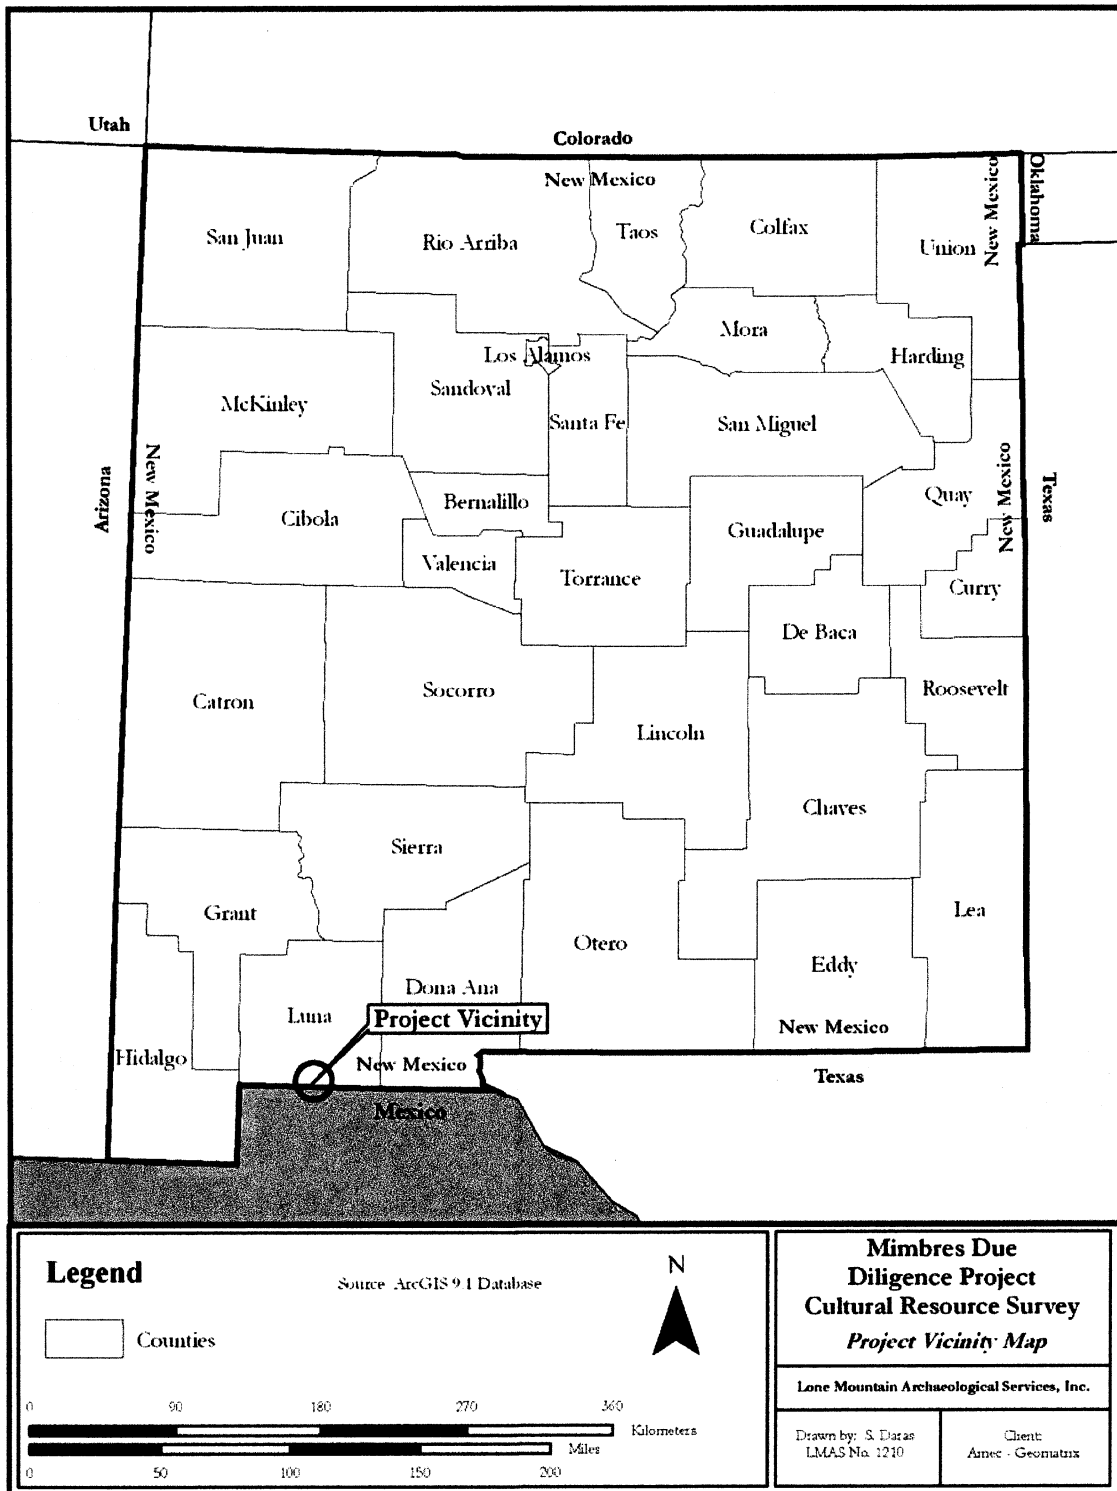 Utah
Colorado
New Mexico
Oklahoma
New Mexico
San Juan
Rio Arriba
Taos
Colfax
Union
Mora
Los Alamos
Harding
Sandoval
McKinley
Santa Fe
San Miguel
Arizona
New Mexico
New Mexico
Texas
Bernalillo
Quay
Cibola
Guadalupe
Valencia
Torrance
Curry
De Baca
Catron
Socorro
Roosevelt
Lincoln
Chaves
Sierra
Grant
Lea
Otero
Eddy
Dona Ana
Luna
Project Vicinity
New Mexico
Hidalgo
New Mexico
Texas
Mexico
Legend
Source: ArcGIS 9.1 Database
N
Counties
0 90 180 270 360
Kilometers
Miles
0 50 100 150 200
Mimbres Due
Diligence Project
Cultural Resource Survey
Project Vicinity Map
Lone Mountain Archaeological Services, Inc.
Drawn by: S. Daras
LMAS No. 1210
Client:
Amec - Geomatrix